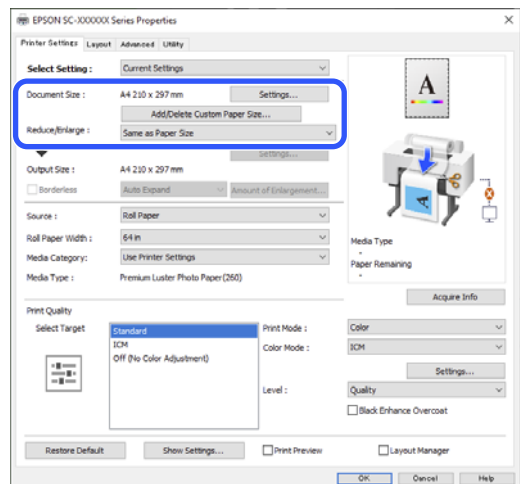 EPSON SC-XXXXXX Series Properties
Printer Settings Layout Advanced Utility
Select Setting : Current Settings
Document Size : A4 210 x 297 mm Settings...
Add/Delete Custom Paper Size...
Reduce/Enlarge : Same as Paper Size
Settings...
Output Size : A4 210 x 297 mm
Borderless Auto Expand Amount of Enlargement...
Source : Roll Paper
Roll Paper Width : 64 in
Media Category: Use Printer Settings
Media Type : Premium Luster Photo Paper(260)
A
Media Type
-
Paper Remaining
-
Acquire Info
Print Quality
Select Target
Standard
ICM
Off (No Color Adjustment)
Print Mode : Color
Color Mode : ICM
Settings...
Level : Quality
Black Enhance Overcoat
Restore Default Show Settings... Print Preview Layout Manager
OK Cancel Help